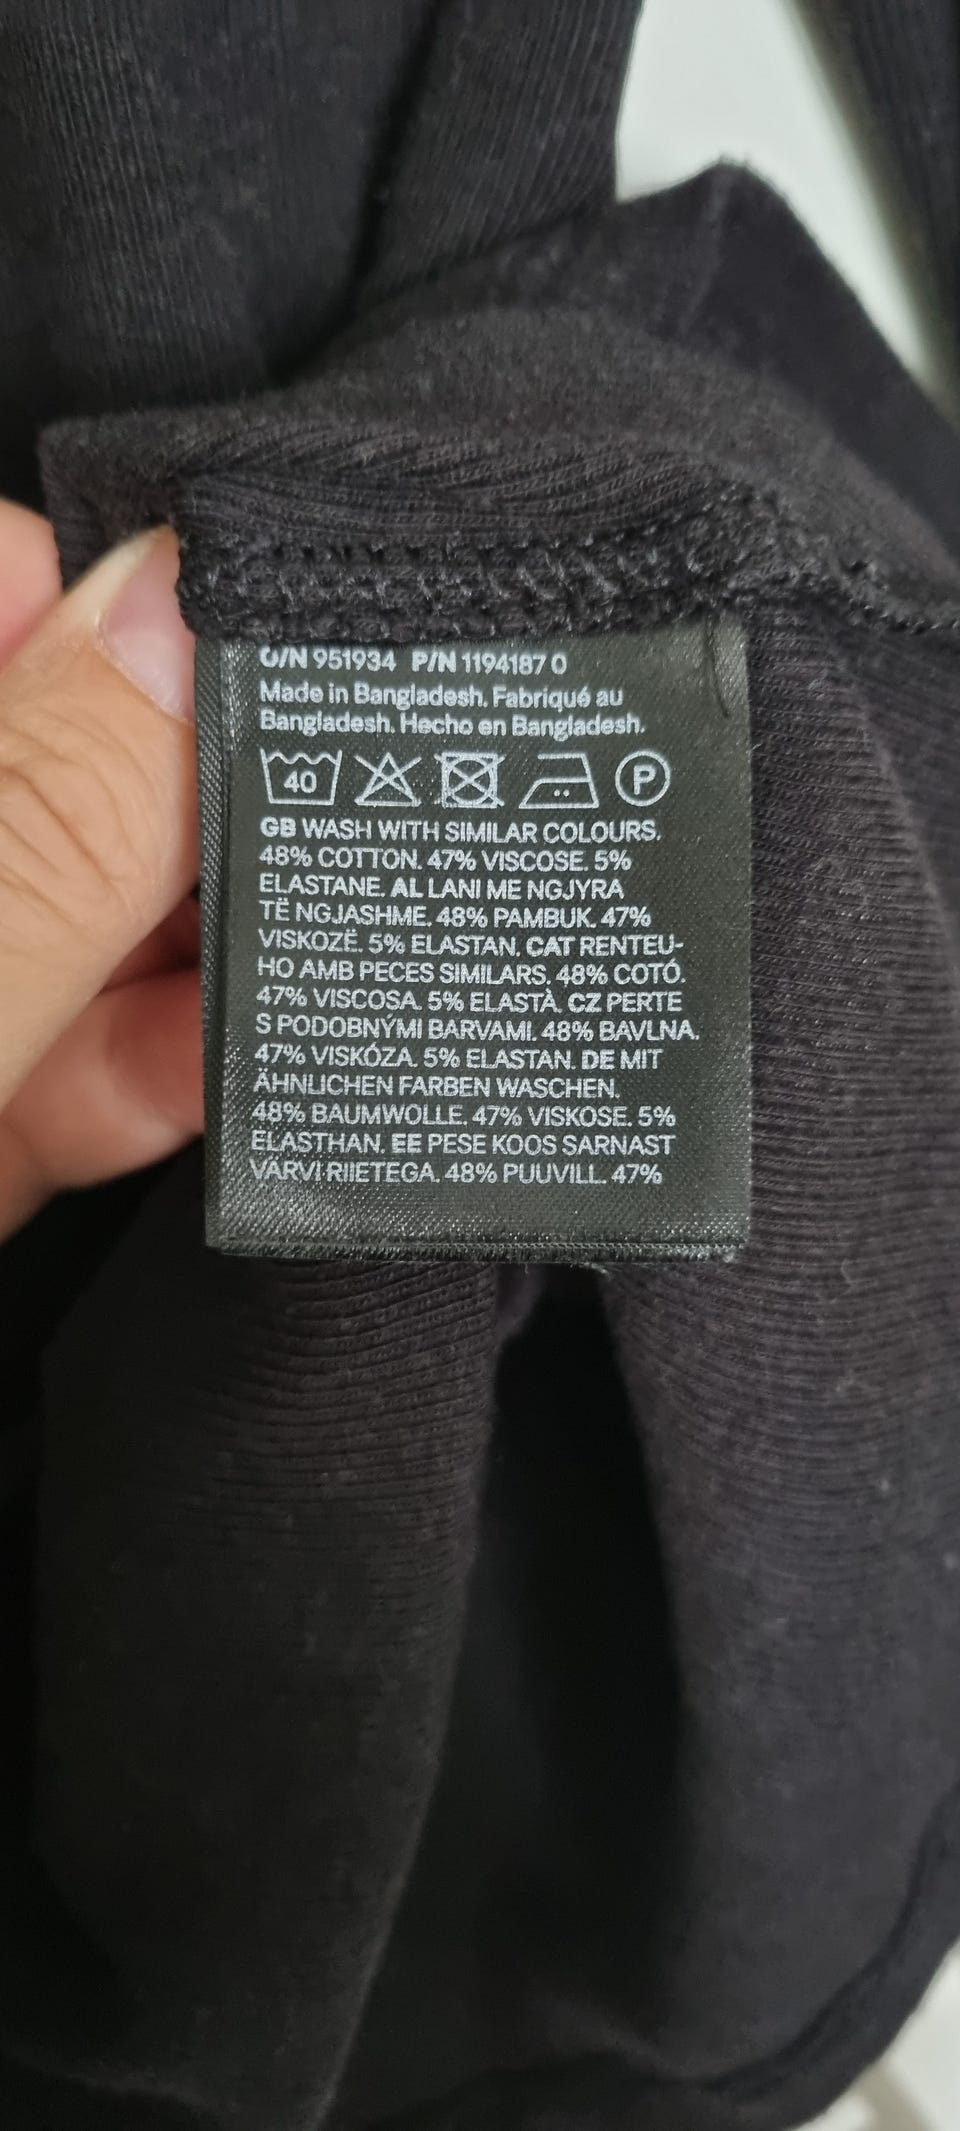 O/N 951934 P/N 1194187 0
Made in Bangladesh. Fabriqué au
Bangladesh. Hecho en Bangladesh.
40 P
GB WASH WITH SIMILAR COLOURS.
48% COTTON. 47% VISCOSE. 5%
ELASTANE. AL LANI ME NGJYRA
TË NGJASHME. 48% PAMBUK. 47%
VISKOZË. 5% ELASTAN. CAT RENTEU-
HO AMB PECES SIMILARS. 48% COTÓ.
47% VISCOSA. 5% ELASTÀ. CZ PERTE
S PODOBNÝMI BARVAMI. 48% BAVLNA.
47% VISKÓZA. 5% ELASTAN. DE MIT
ÄHNLICHEN FARBEN WASCHEN.
48% BAUMWOLLE. 47% VISKOSE. 5%
ELASTHAN. EE PESE KOOS SARNAST
VÄRVI RIIETEGA. 48% PUUVILL. 47%